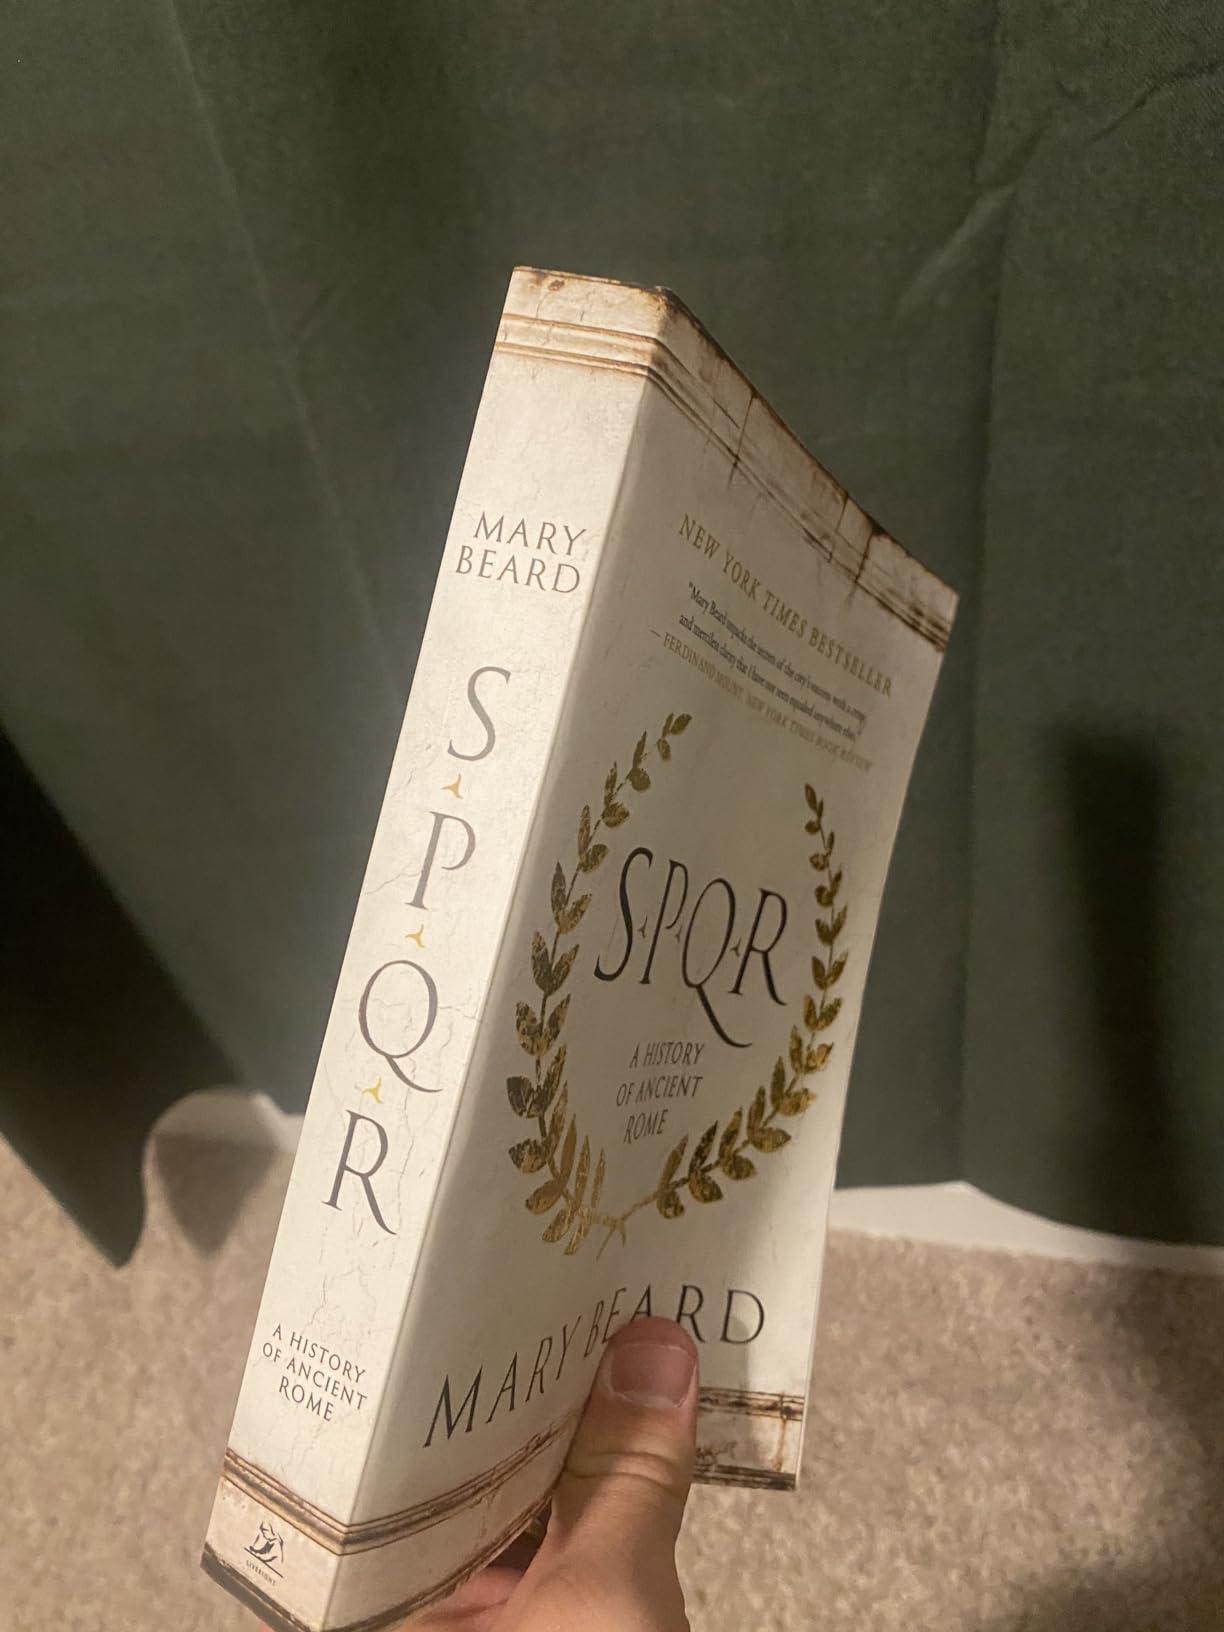 MARY
BEARD
S
P
Q
R
A HISTORY
OF ANCIENT
ROME
LIVERIGHT
NEW YORK TIMES BESTSELLER
"Mary Beard unpacks the secrets of the city's success with a crisp
and merciless clarity that I have not seen equaled anywhere else."
—FERDINAND MOUNT, NEW YORK TIMES BOOK REVIEW
SPQR
A HISTORY
OF ANCIENT
ROME
MARY BEARD